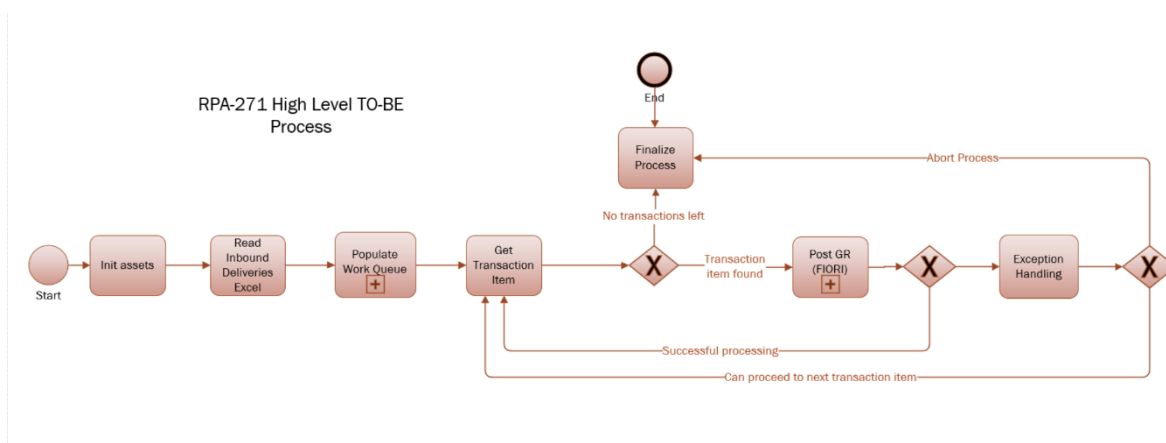 RPA-271 High Level TO-BE
Process
End
Finalize
Process
Abort Process
No transactions left
Start
Init assets
Read
Inbound
Deliveries
Excel
Populate
Work Queue
Get
Transaction
Item
X
Transaction
item found
Post GR
(FIORI)
X
Exception
Handling
X
Successful processing
Can proceed to next transaction item